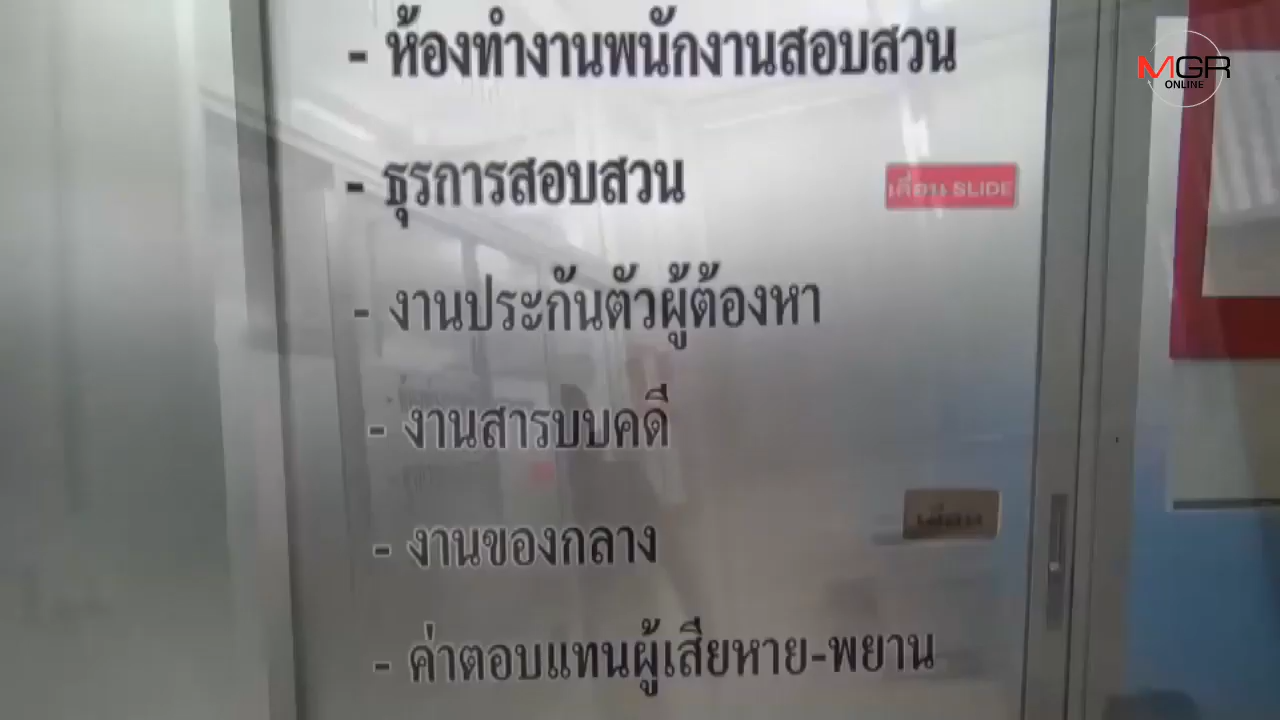 - ห้องทำงานพนักงานสอบสวน
MGR
ONLINE
- ธุรการสอบสวน
เลื่อน SLIDE
- งานประกันตัวผู้ต้องหา
- งานสารบบคดี
เลื่อน
- งานของกลาง
- ค่าตอบแทนผู้เสียหาย-พยาน